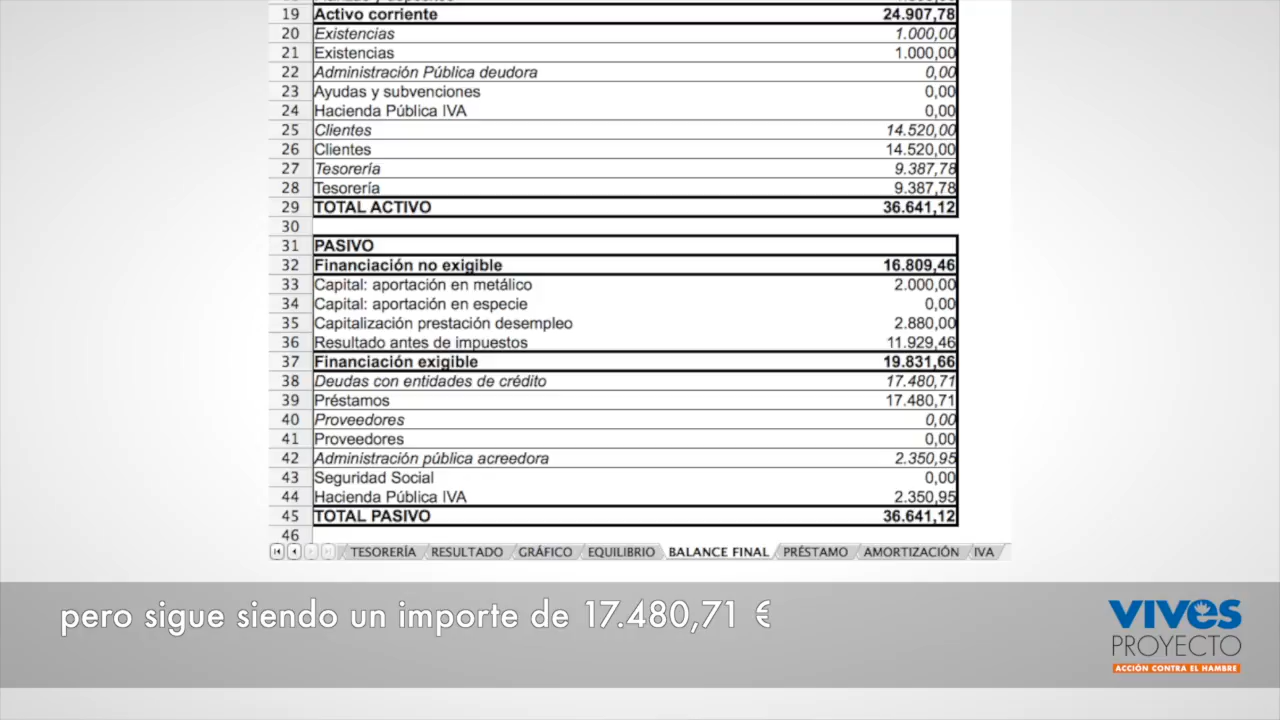 19 Activo corriente 24.907,78
20 Existencias 1.000,00
21 Existencias 1.000,00
22 Administración Pública deudora 0,00
23 Ayudas y subvenciones 0,00
24 Hacienda Pública IVA 0,00
25 Clientes 14.520,00
26 Clientes 14.520,00
27 Tesorería 9.387,78
28 Tesorería 9.387,78
29 TOTAL ACTIVO 36.641,12
30
31 PASIVO
32 Financiación no exigible 16.809,46
33 Capital: aportación en metálico 2.000,00
34 Capital: aportación en especie 0,00
35 Capitalización prestación desempleo 2.880,00
36 Resultado antes de impuestos 11.929,46
37 Financiación exigible 19.831,66
38 Deudas con entidades de crédito 17.480,71
39 Préstamos 17.480,71
40 Proveedores 0,00
41 Proveedores 0,00
42 Administración pública acreedora 2.350,95
43 Seguridad Social 0,00
44 Hacienda Pública IVA 2.350,95
45 TOTAL PASIVO 36.641,12
46
TESORERÍA RESULTADO GRÁFICO EQUILIBRIO BALANCE FINAL PRÉSTAMO AMORTIZACIÓN IVA
pero sigue siendo un importe de 17.480,71 €
VIVES
PROYECTO
ACCIÓN CONTRA EL HAMBRE